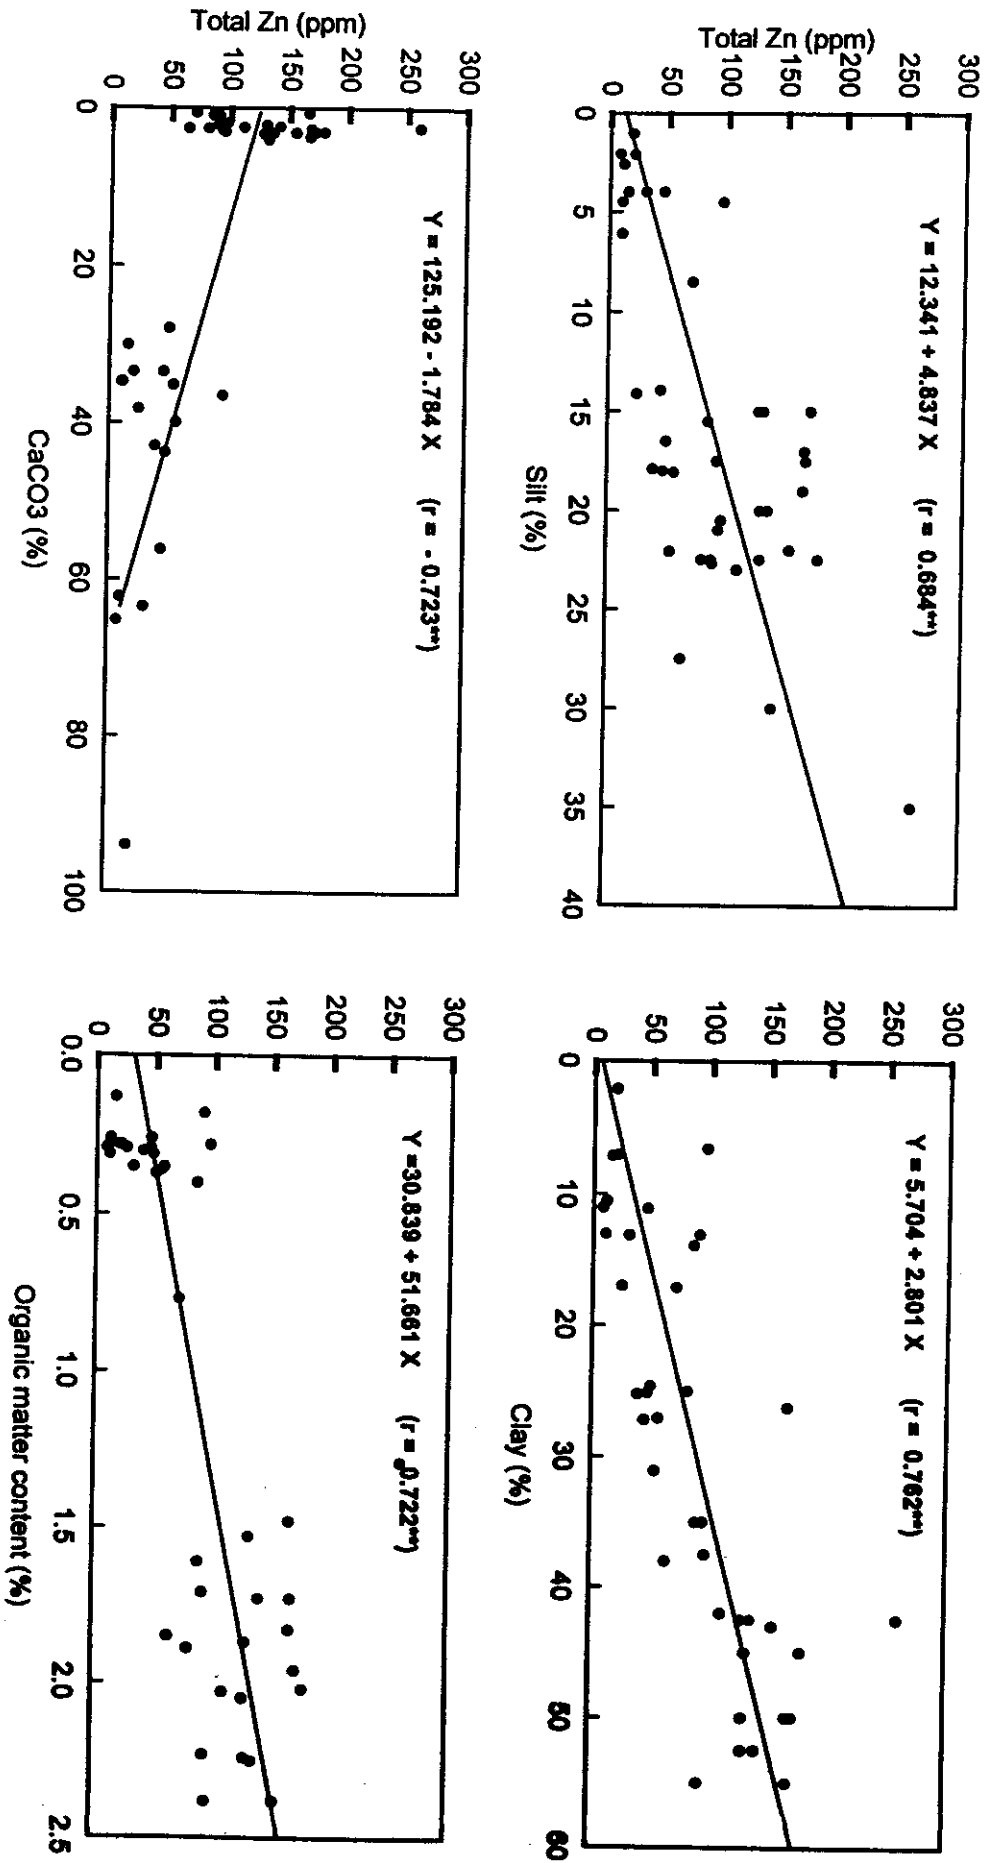 Total Zn (ppm)
300
250
200
150
100
50
0
Y = 12.341 + 4.837 X (r = 0.684**)
0 5 10 15 20 25 30 35 40
Silt (%)
300
250
200
150
100
50
0
Y = 5.704 + 2.801 X (r = 0.762**)
0 10 20 30 40 50 60
Clay (%)
Total Zn (ppm)
300
250
200
150
100
50
0
Y = 125.192 - 1.784 X (r = - 0.723**)
0 20 40 60 80 100
CaCO3 (%)
300
250
200
150
100
50
0
Y =30.839 + 51.661 X (r = 0.722**)
0.0 0.5 1.0 1.5 2.0 2.5
Organic matter content (%)